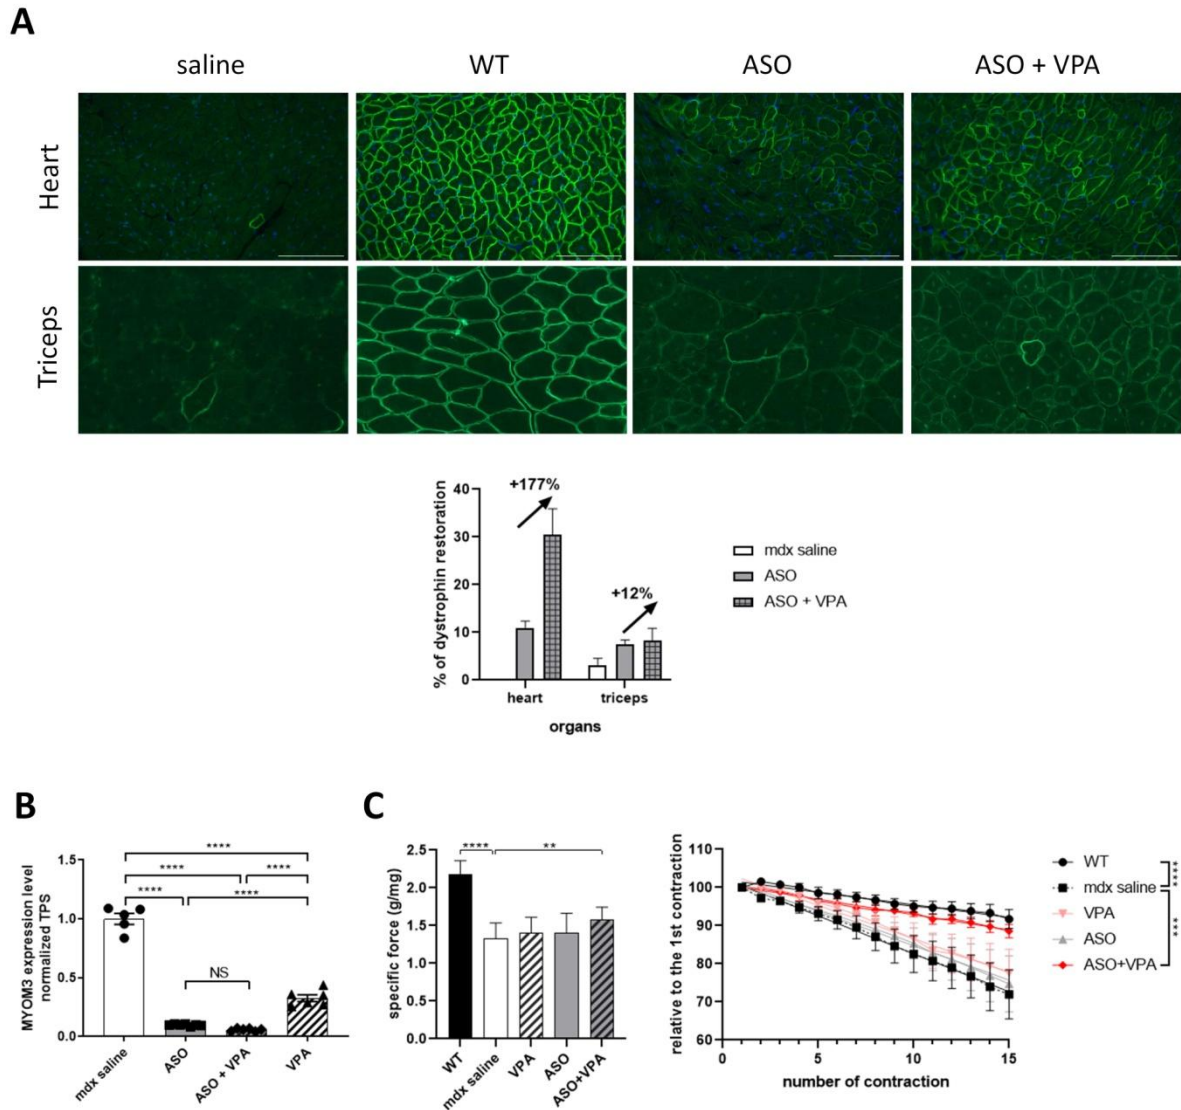 A
saline WT ASO ASO + VPA
Heart
Triceps
+177%
+12%
% of dystrophin restoration
40
30
20
10
0
heart triceps
organs
mdx saline
ASO
ASO + VPA
B
MYOM3 expression level
normalized TPS
1.5
1.0
0.5
0.0
****
**** ****
**** ****
NS
mdx saline ASO ASO + VPA VPA
C
specific force (g/mg)
2.5
2.0
1.5
1.0
0.5
0.0
**** **
WT mdx saline VPA ASO ASO+VPA
relative to the 1st contraction
110
100
90
80
70
60
5 10 15
number of contraction
WT
mdx saline
VPA
ASO
ASO+VPA
****
***